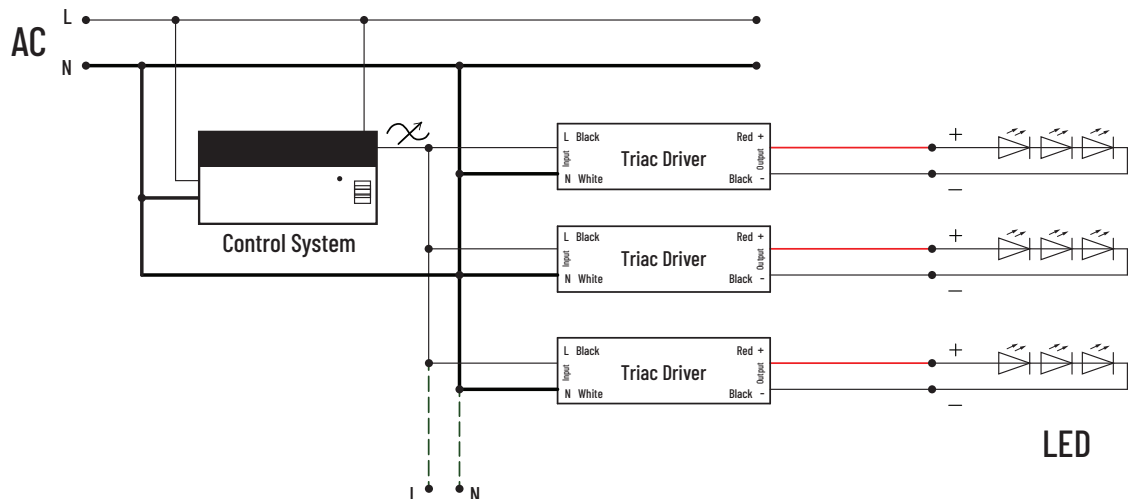 L
AC
N
Control System
L Black
Input
N White
Triac Driver
Red +
Output
Black -
+
—
L Black
Input
N White
Triac Driver
Red +
Output
Black -
+
—
L Black
Input
N White
Triac Driver
Red +
Output
Black -
+
—
LED
L N